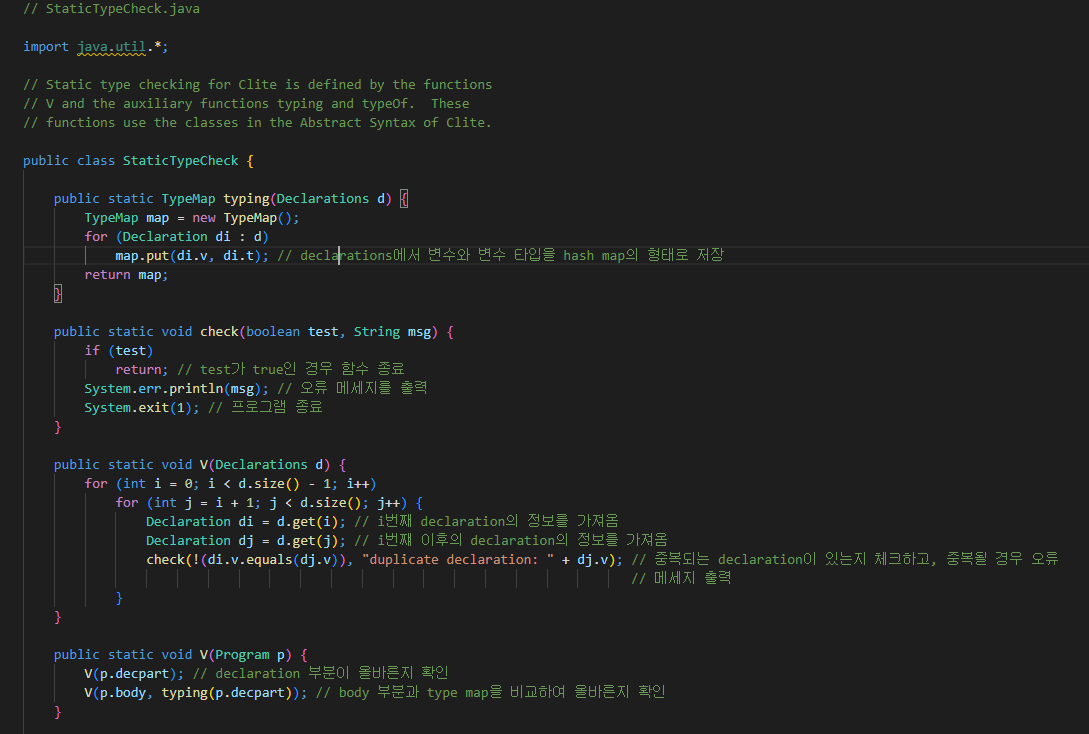 // StaticTypeCheck.java
import java.util.*;
// Static type checking for Clite is defined by the functions
// V and the auxiliary functions typing and typeOf.  These
// functions use the classes in the Abstract Syntax of Clite.
public class StaticTypeCheck {
    public static TypeMap typing(Declarations d) {
        TypeMap map = new TypeMap();
        for (Declaration di : d)
            map.put(di.v, di.t); // declarations에서 변수와 변수 타입을 hash map의 형태로 저장
        return map;
    }
    public static void check(boolean test, String msg) {
        if (test)
            return; // test가 true인 경우 함수 종료
        System.err.println(msg); // 오류 메세지를 출력
        System.exit(1); // 프로그램 종료
    }
    public static void V(Declarations d) {
        for (int i = 0; i < d.size() - 1; i++)
            for (int j = i + 1; j < d.size(); j++) {
                Declaration di = d.get(i); // i번째 declaration의 정보를 가져옴
                Declaration dj = d.get(j); // i번째 이후의 declaration의 정보를 가져옴
                check(!(di.v.equals(dj.v)), "duplicate declaration: " + dj.v); // 중복되는 declaration이 있는지 체크하고, 중복될 경우 오류
                                                                               // 메세지 출력
            }
    }
    public static void V(Program p) {
        V(p.decpart); // declaration 부분이 올바른지 확인
        V(p.body, typing(p.decpart)); // body 부분과 type map을 비교하여 올바른지 확인
    }